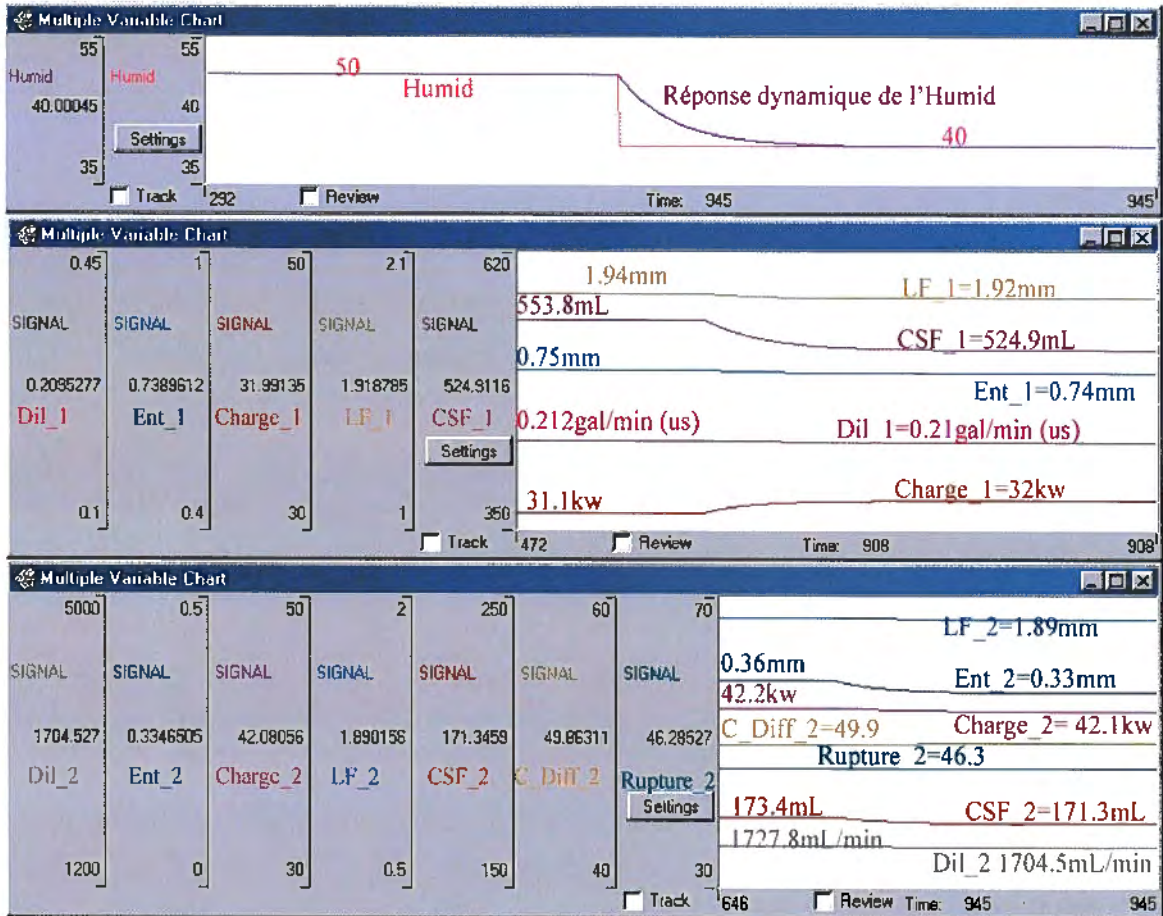 Multiple Variable Chart
55 55
Humid Humid 50 Humid Réponse dynamique de l'Humid
40.00045 40 40
Settings
35 35
Track 292 Review Time: 945 945
Multiple Variable Chart
0.45 1 50 2.1 620
1.94mm LF_1=1.92mm
553.8mL
SIGNAL SIGNAL SIGNAL SIGNAL SIGNAL
CSF_1=524.9mL
0.75mm
0.2095277 0.7389612 31.99135 1.918785 524.9116
Ent_1=0.74mm
Dil_1 Ent_1 Charge_1 LF_1 CSF_1
0.212gal/min (us) Dil_1=0.21gal/min (us)
Settings
31.1kw Charge_1=32kw
0.1 0.4 30 1 350
Track 472 Review Time: 908 908
Multiple Variable Chart
5000 0.5 50 2 250 60 70
LF_2=1.89mm
SIGNAL SIGNAL SIGNAL SIGNAL SIGNAL SIGNAL SIGNAL
0.36mm Ent_2=0.33mm
42.2kw
1704.527 0.3346505 42.08056 1.890156 171.3459 49.86311 46.28527
C_Diff_2=49.9 Charge_2= 42.1kw
Rupture_2=46.3
Dil_2 Ent_2 Charge_2 LF_2 CSF_2 C_Diff_2 Rupture_2
Settings
173.4mL CSF_2=171.3mL
1727.8mL/min
Dil_2 1704.5mL/min
1200 0 30 0.5 150 40 30
Track 646 Review Time: 945 945